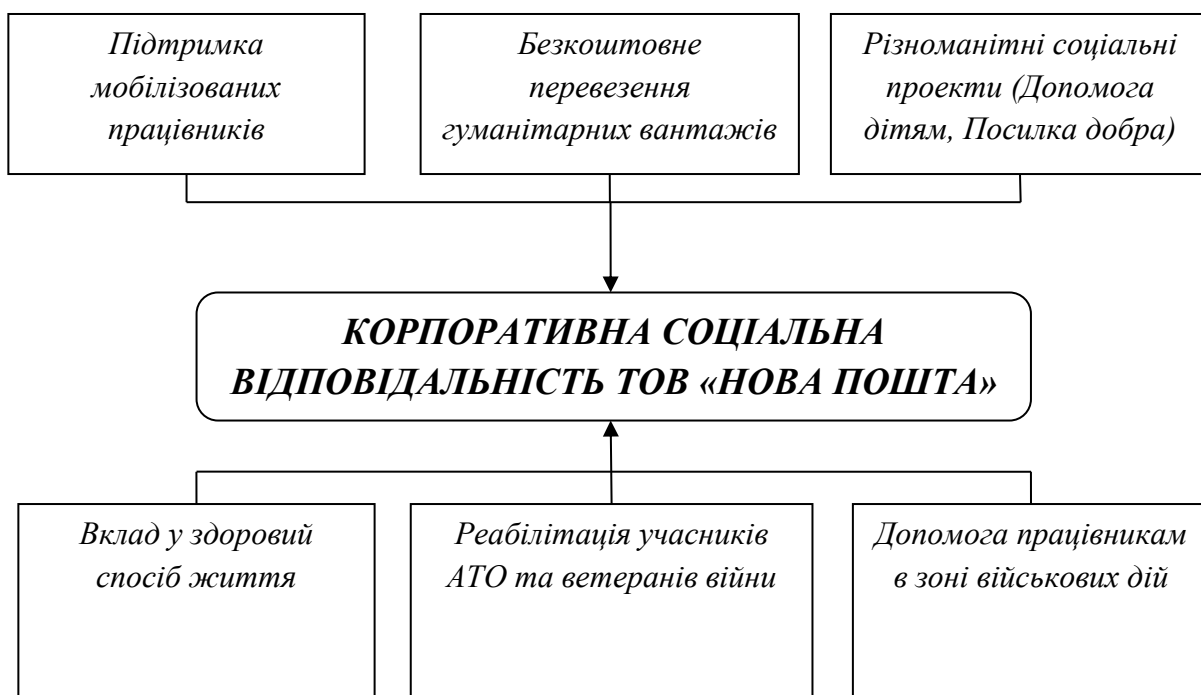 Підтримка
мобілізованих
працівників
Безкоштовне
перевезення
гуманітарних вантажів
Різноманітні соціальні
проекти (Допомога
дітям, Посилка добра)
КОРПОРАТИВНА СОЦІАЛЬНА
ВІДПОВІДАЛЬНІСТЬ ТОВ «НОВА ПОШТА»
Вклад у здоровий
спосіб життя
Реабілітація учасників
АТО та ветеранів війни
Допомога працівникам
в зоні військових дій